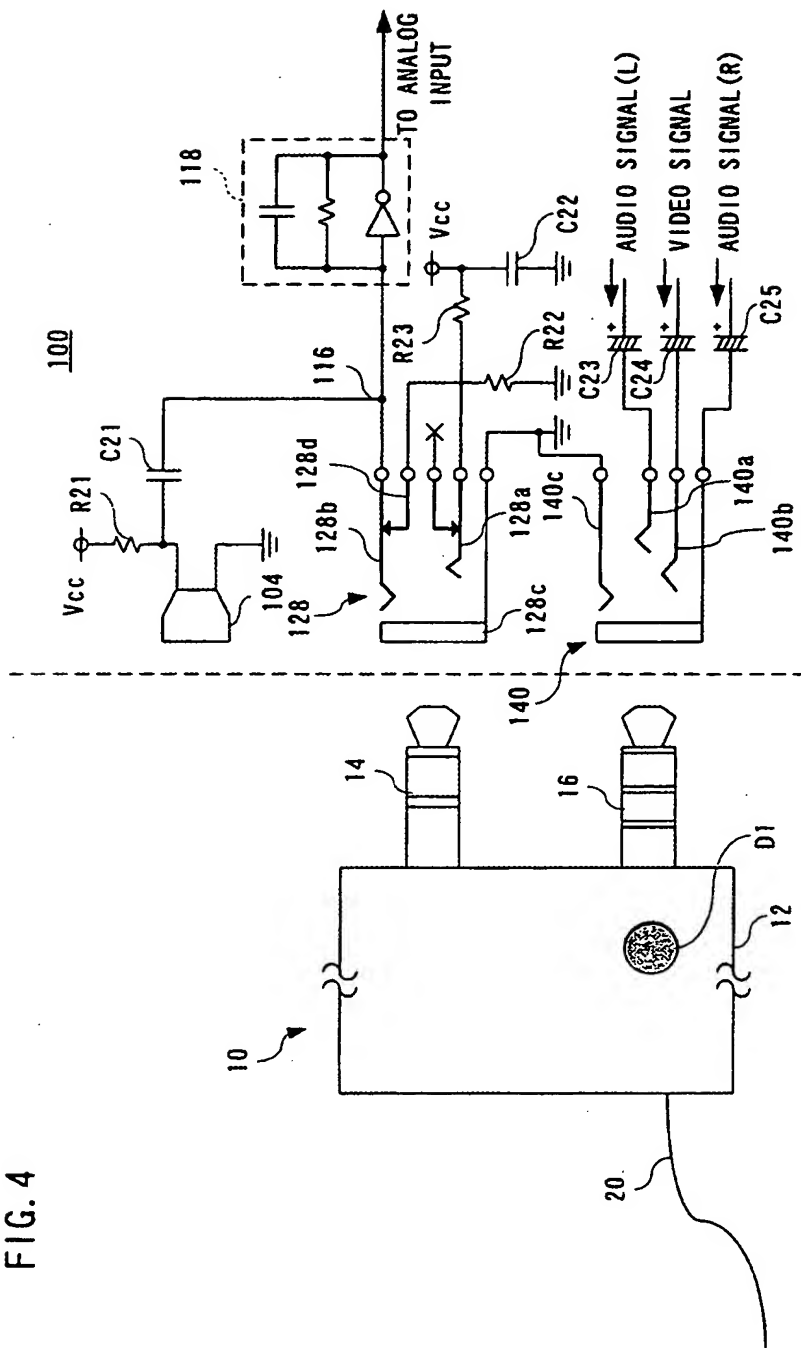 FIG. 4
100
Vcc
R21
C21
104
116
118
TO ANALOG
INPUT
128
128b
128d
128a
128c
R23
Vcc
C22
R22
140
140c
140a
140b
C23
C24
C25
AUDIO SIGNAL(L)
VIDEO SIGNAL
AUDIO SIGNAL(R)
+
+
+
10
14
16
D1
12
20